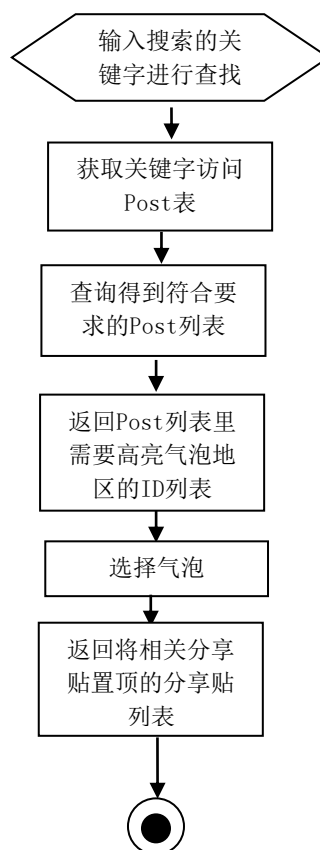 输入搜索的关
键字进行查找
获取关键字访问
Post表
查询得到符合要
求的Post列表
返回Post列表里
需要高亮气泡地
区的ID列表
选择气泡
返回将相关分享
贴置顶的分享贴
列表